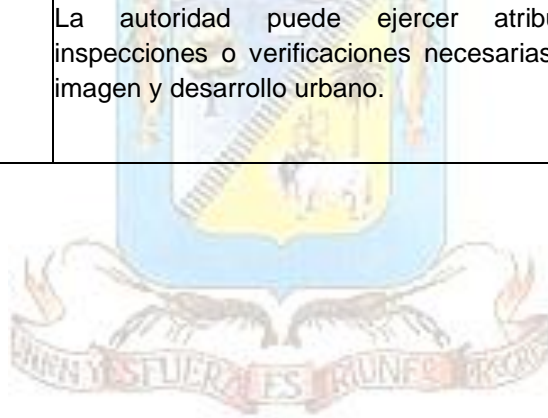 La autoridad puede ejercer atribu
inspecciones o verificaciones necesarias
imagen y desarrollo urbano.